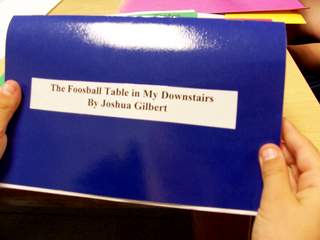 The Foosball Table in My Downstairs
By Joshua Gilbert